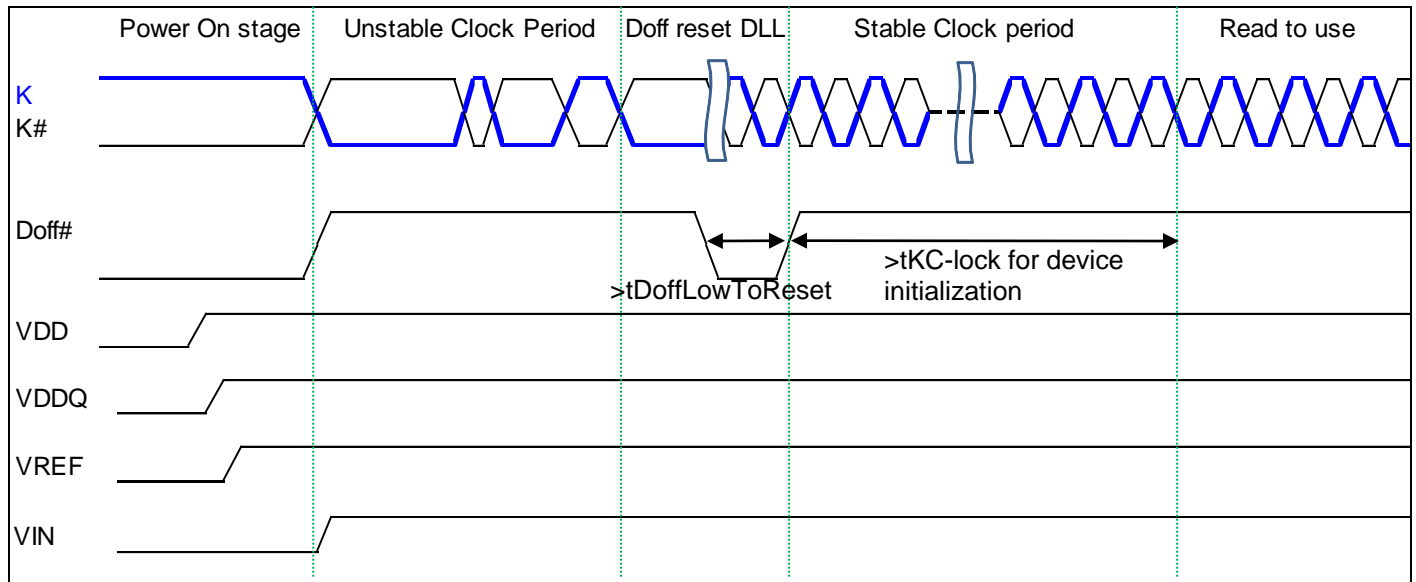 Power On stage
Unstable Clock Period
Doff reset DLL
Stable Clock period
Read to use
K
K#
Doff#
>tDoffLowToReset
>tKC-lock for device
initialization
VDD
VDDQ
VREF
VIN